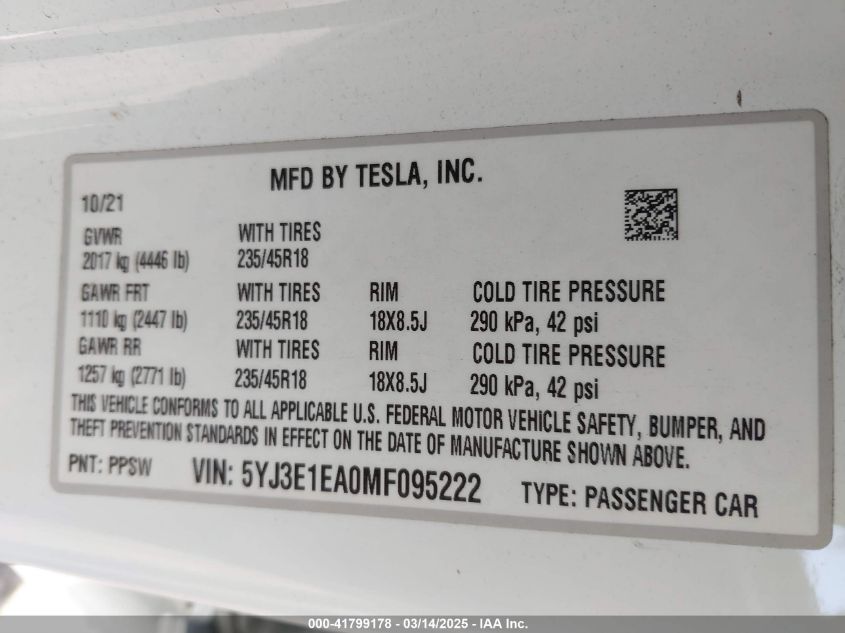 MFD BY TESLA, INC.
10/21
GVWR WITH TIRES
2017 kg (4446 lb) 235/45R18
GAWR FRT WITH TIRES RIM COLD TIRE PRESSURE
1110 kg (2447 lb) 235/45R18 18X8.5J 290 kPa, 42 psi
GAWR RR WITH TIRES RIM COLD TIRE PRESSURE
1257 kg (2771 lb) 235/45R18 18X8.5J 290 kPa, 42 psi
THIS VEHICLE CONFORMS TO ALL APPLICABLE U.S. FEDERAL MOTOR VEHICLE SAFETY, BUMPER, AND
THEFT PREVENTION STANDARDS IN EFFECT ON THE DATE OF MANUFACTURE SHOWN ABOVE.
PNT: PPSW VIN: 5YJ3E1EA0MF095222 TYPE: PASSENGER CAR
000-41799178 - 03/14/2025 - IAA Inc.